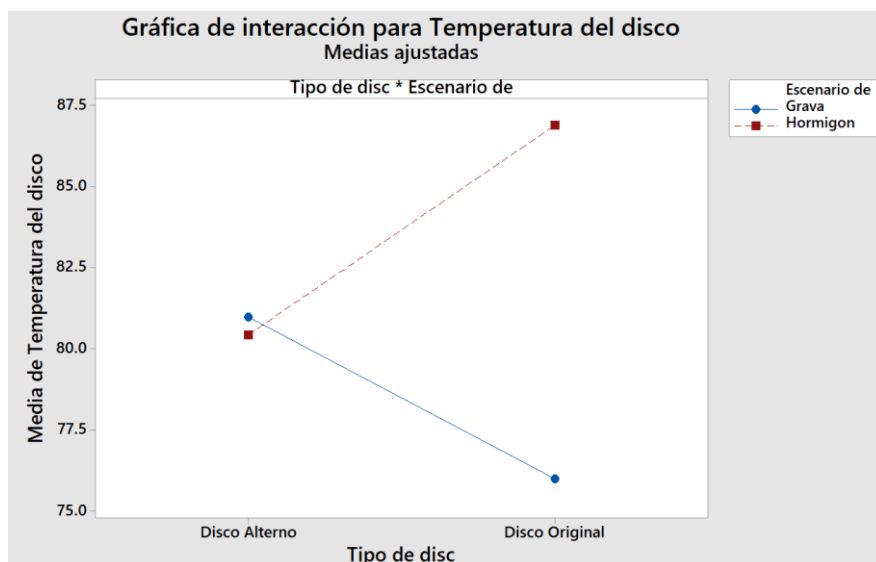 Gráfica de interacción para Temperatura del disco
Medias ajustadas
Tipo de disc * Escenario de
Escenario de
Grava
Hormigon
Media de Temperatura del disco
87.5
85.0
82.5
80.0
77.5
75.0
Disco Alterno
Disco Original
Tipo de disc